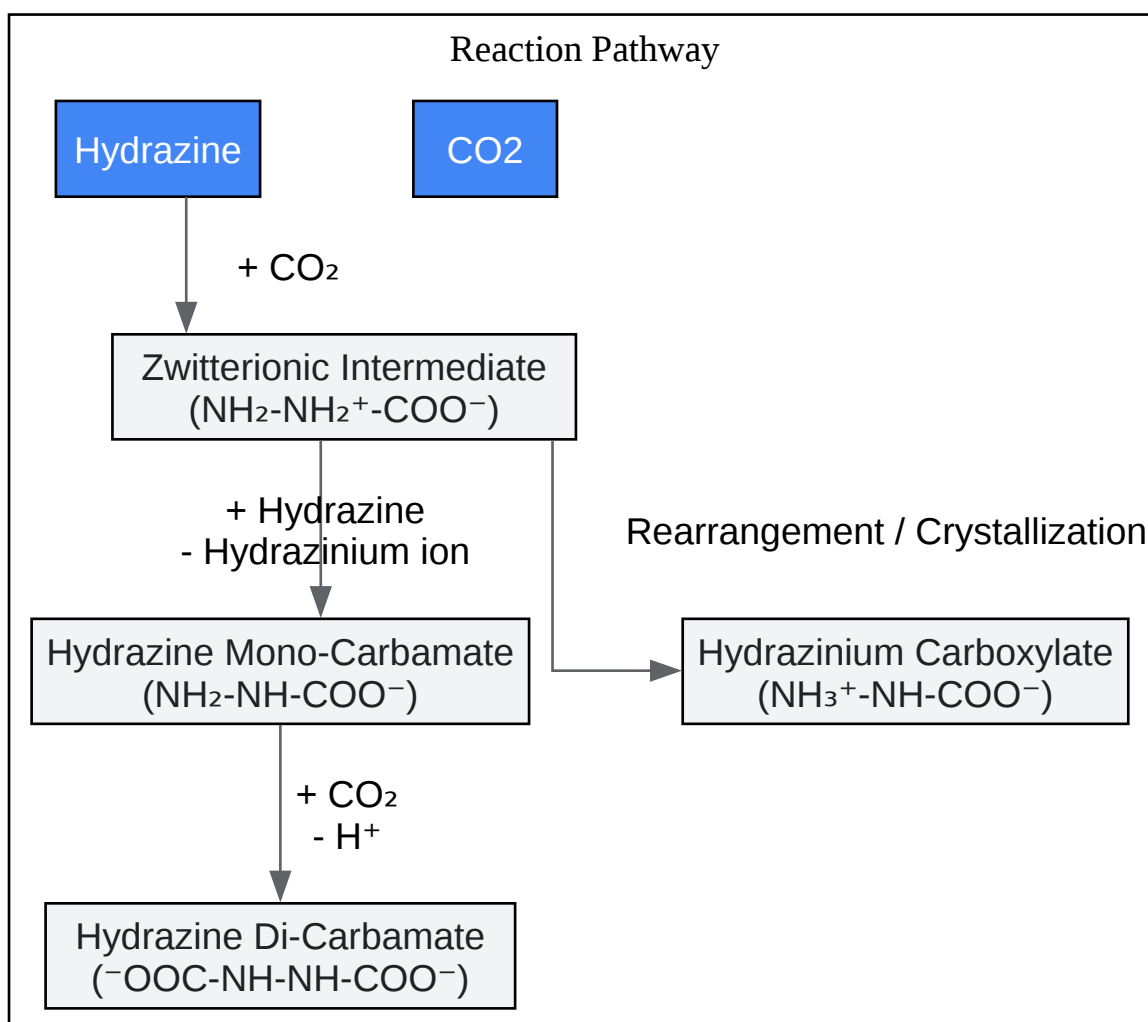 Reaction Pathway
Hydrazine
CO2
+ CO₂
Zwitterionic Intermediate
(NH₂-NH₂⁺-COO⁻)
+ Hydrazine
- Hydrazinium ion
Rearrangement / Crystallization
Hydrazine Mono-Carbamate
(NH₂-NH-COO⁻)
Hydrazinium Carboxylate
(NH₃⁺-NH-COO⁻)
+ CO₂
- H⁺
Hydrazine Di-Carbamate
(⁻OOC-NH-NH-COO⁻)